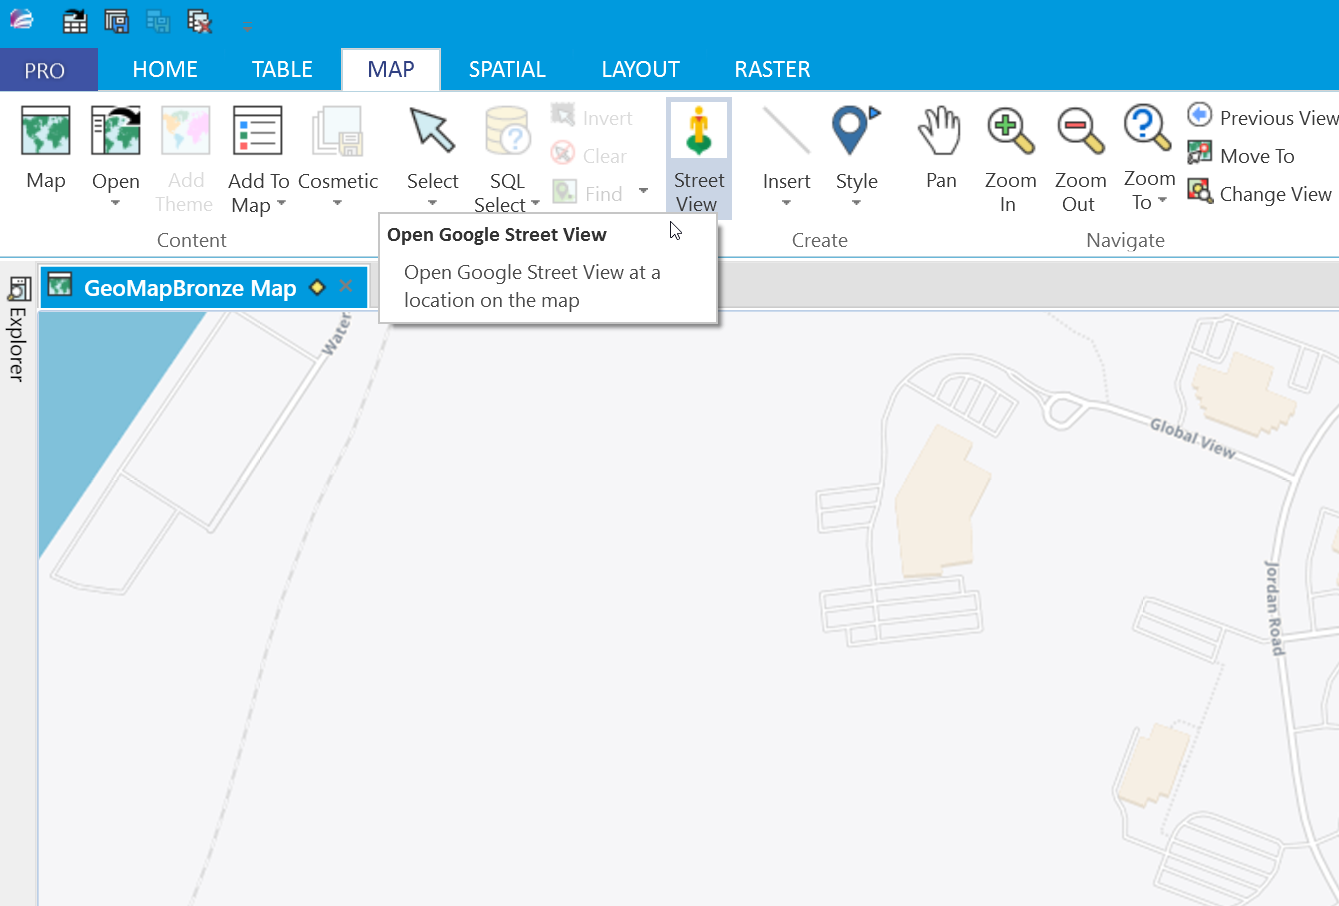 PRO HOME TABLE MAP SPATIAL LAYOUT RASTER
Map
Open
Add
Theme
Add To
Map
Cosmetic
Content
Select
SQL
Select
Invert
Clear
Find
Street
View
Insert
Style
Create
Pan
Zoom
In
Zoom
Out
Zoom
To
Previous View
Move To
Change View
Navigate
Open Google Street View
Open Google Street View at a
location on the map
Explorer
GeoMapBronze Map
Water
Global View
Jordan Road